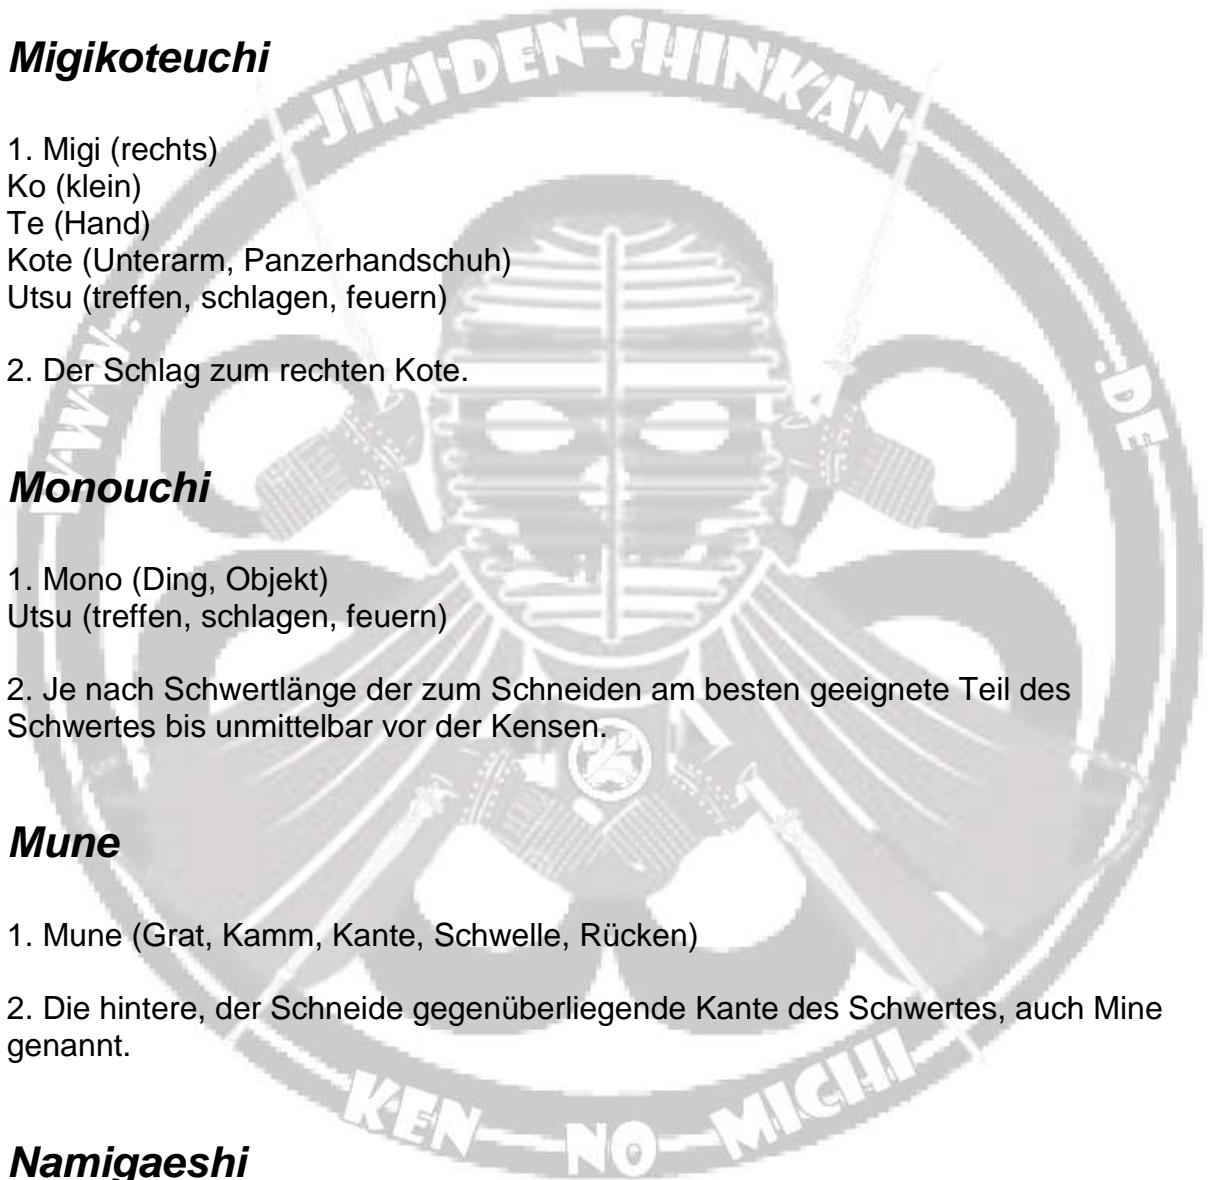 Migikoteuchi
1. Migi (rechts)
Ko (klein)
Te (Hand)
Kote (Unterarm, Panzerhandschuh)
Utsu (treffen, schlagen, feuern)
2. Der Schlag zum rechten Kote.
Monouchi
1. Mono (Ding, Objekt)
Utsu (treffen, schlagen, feuern)
2. Je nach Schwertlänge der zum Schneiden am besten geeignete Teil des
Schwertes bis unmittelbar vor der Kensen.
Mune
1. Mune (Grat, Kamm, Kante, Schwelle, Rücken)
2. Die hintere, der Schneide gegenüberliegende Kante des Schwertes, auch Mine
genannt.
Namigaeshi
WWW.
JIKI-DEN-SHINKAN
.DE
KEN NO MICHI